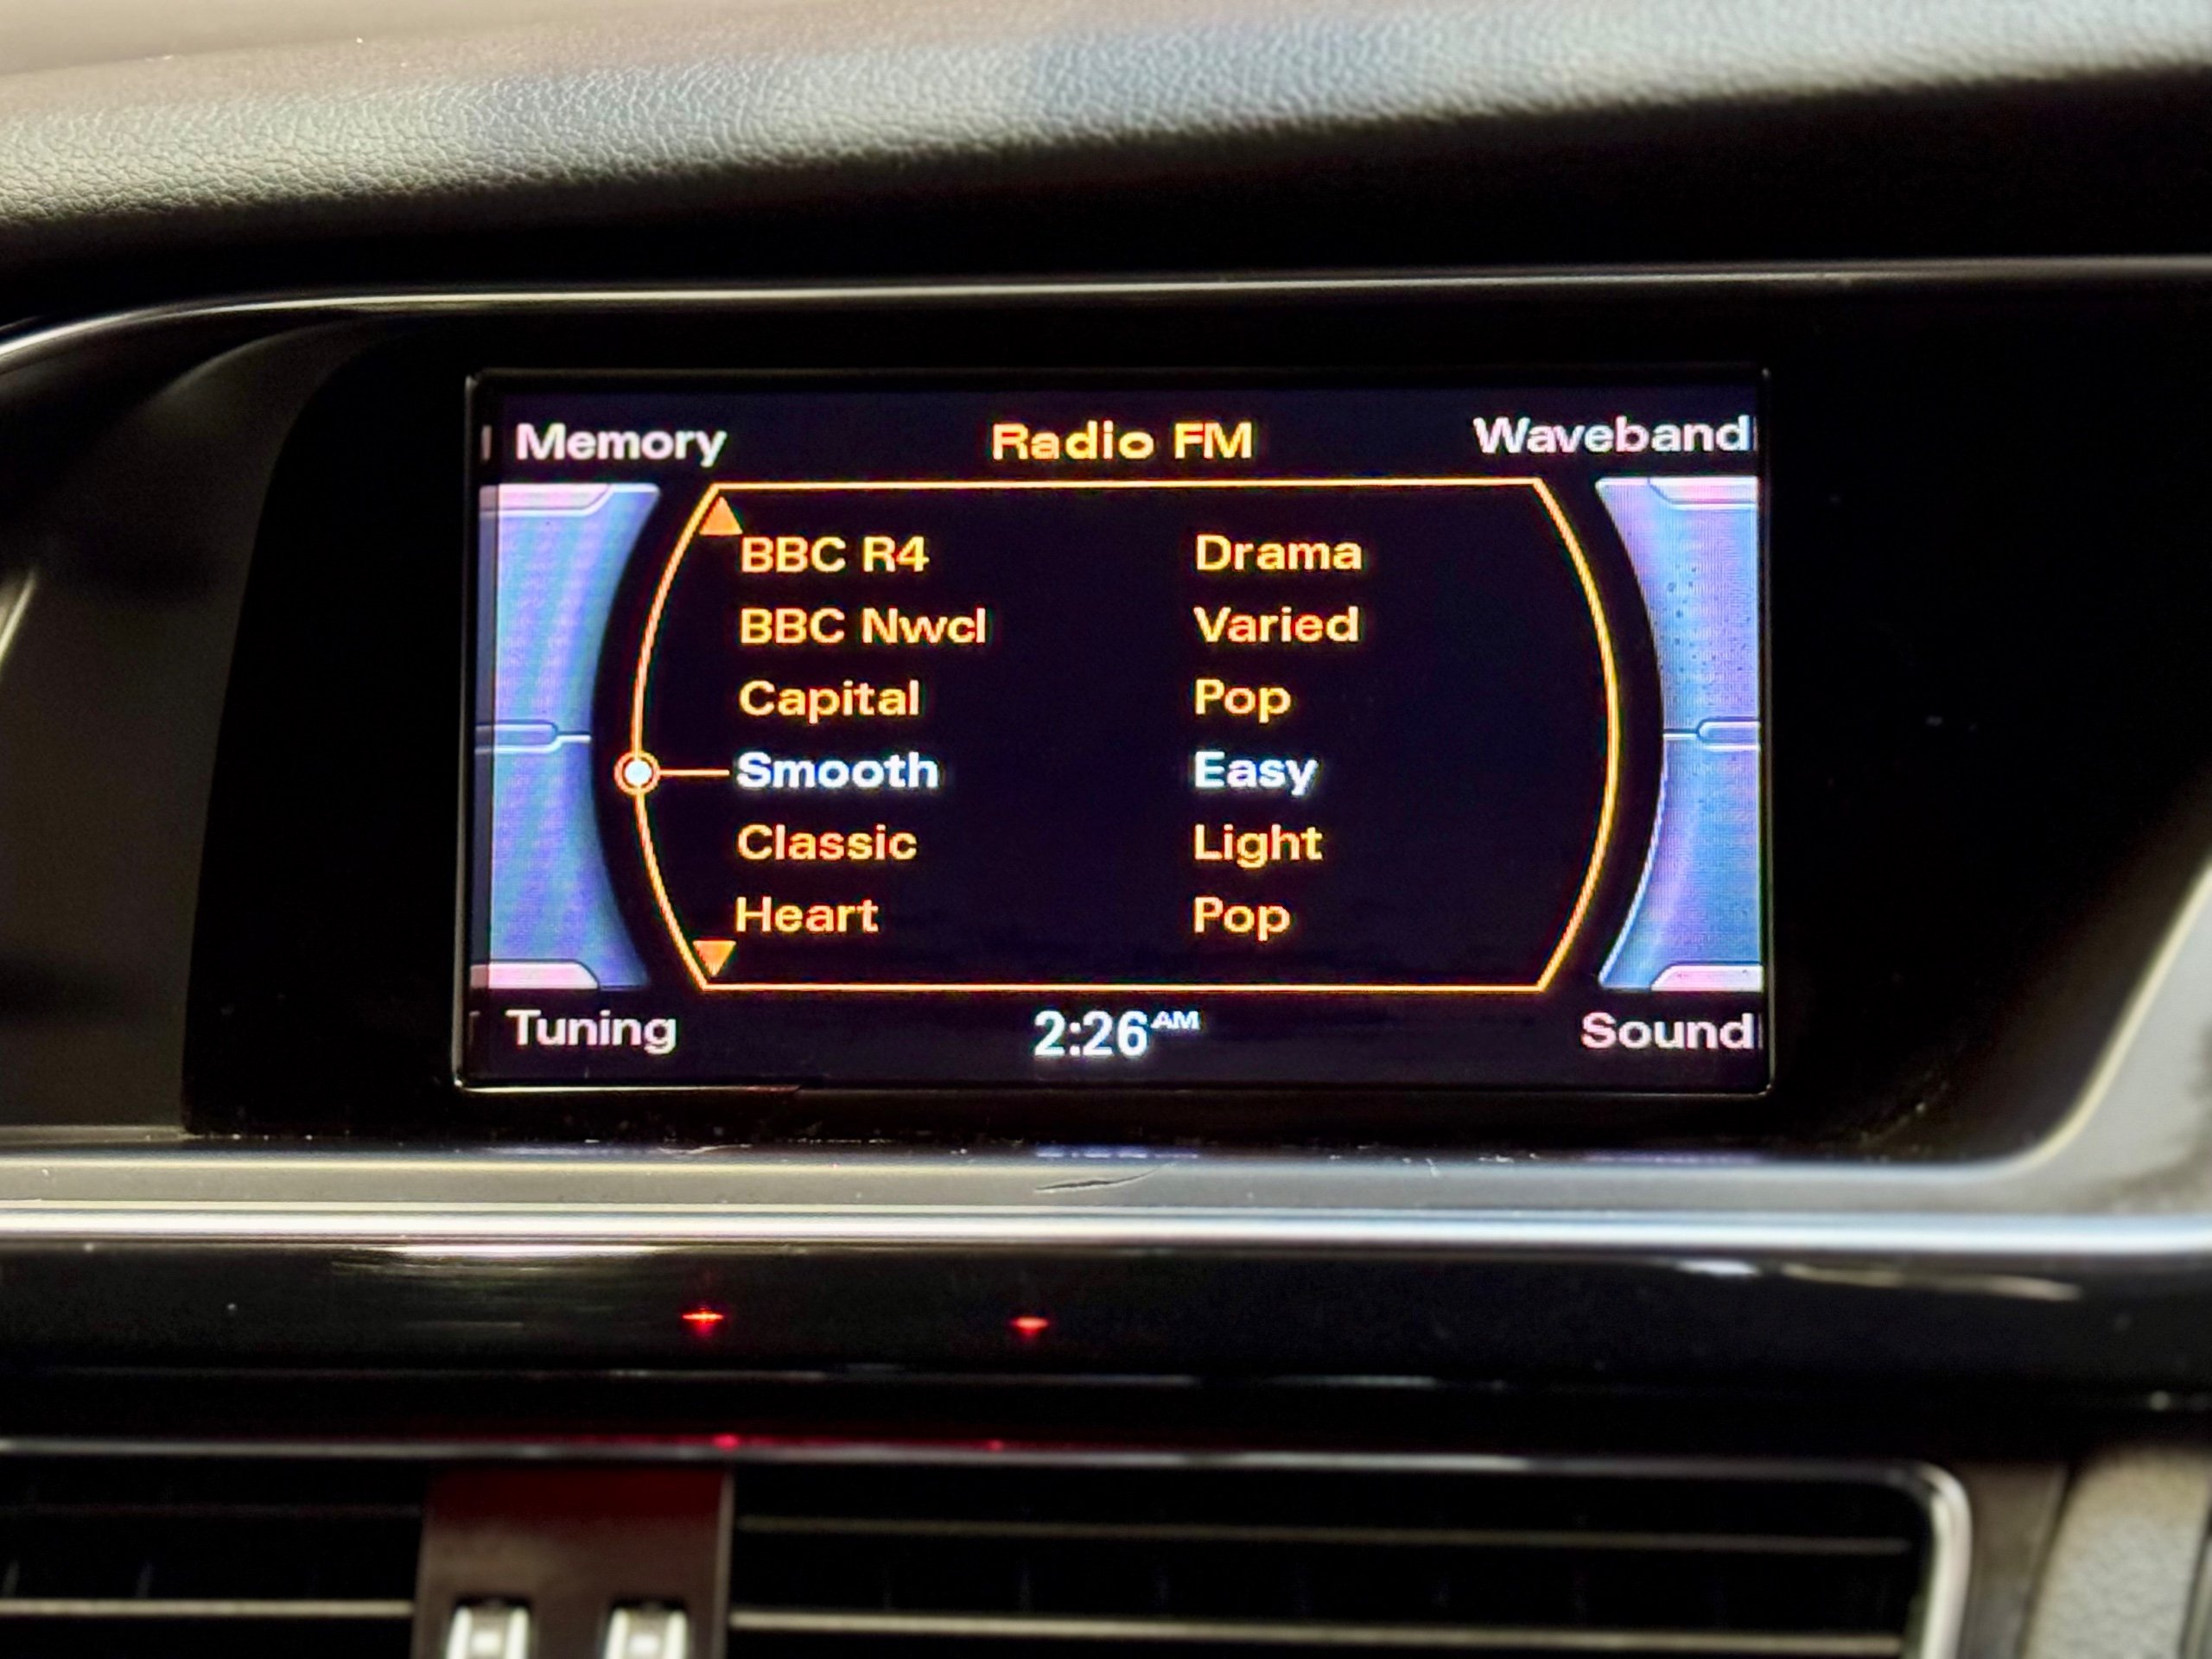 Memory Radio FM Waveband
BBC R4 Drama
BBC Nwcl Varied
Capital Pop
Smooth Easy
Classic Light
Heart Pop
Tuning 2:26 AM Sound